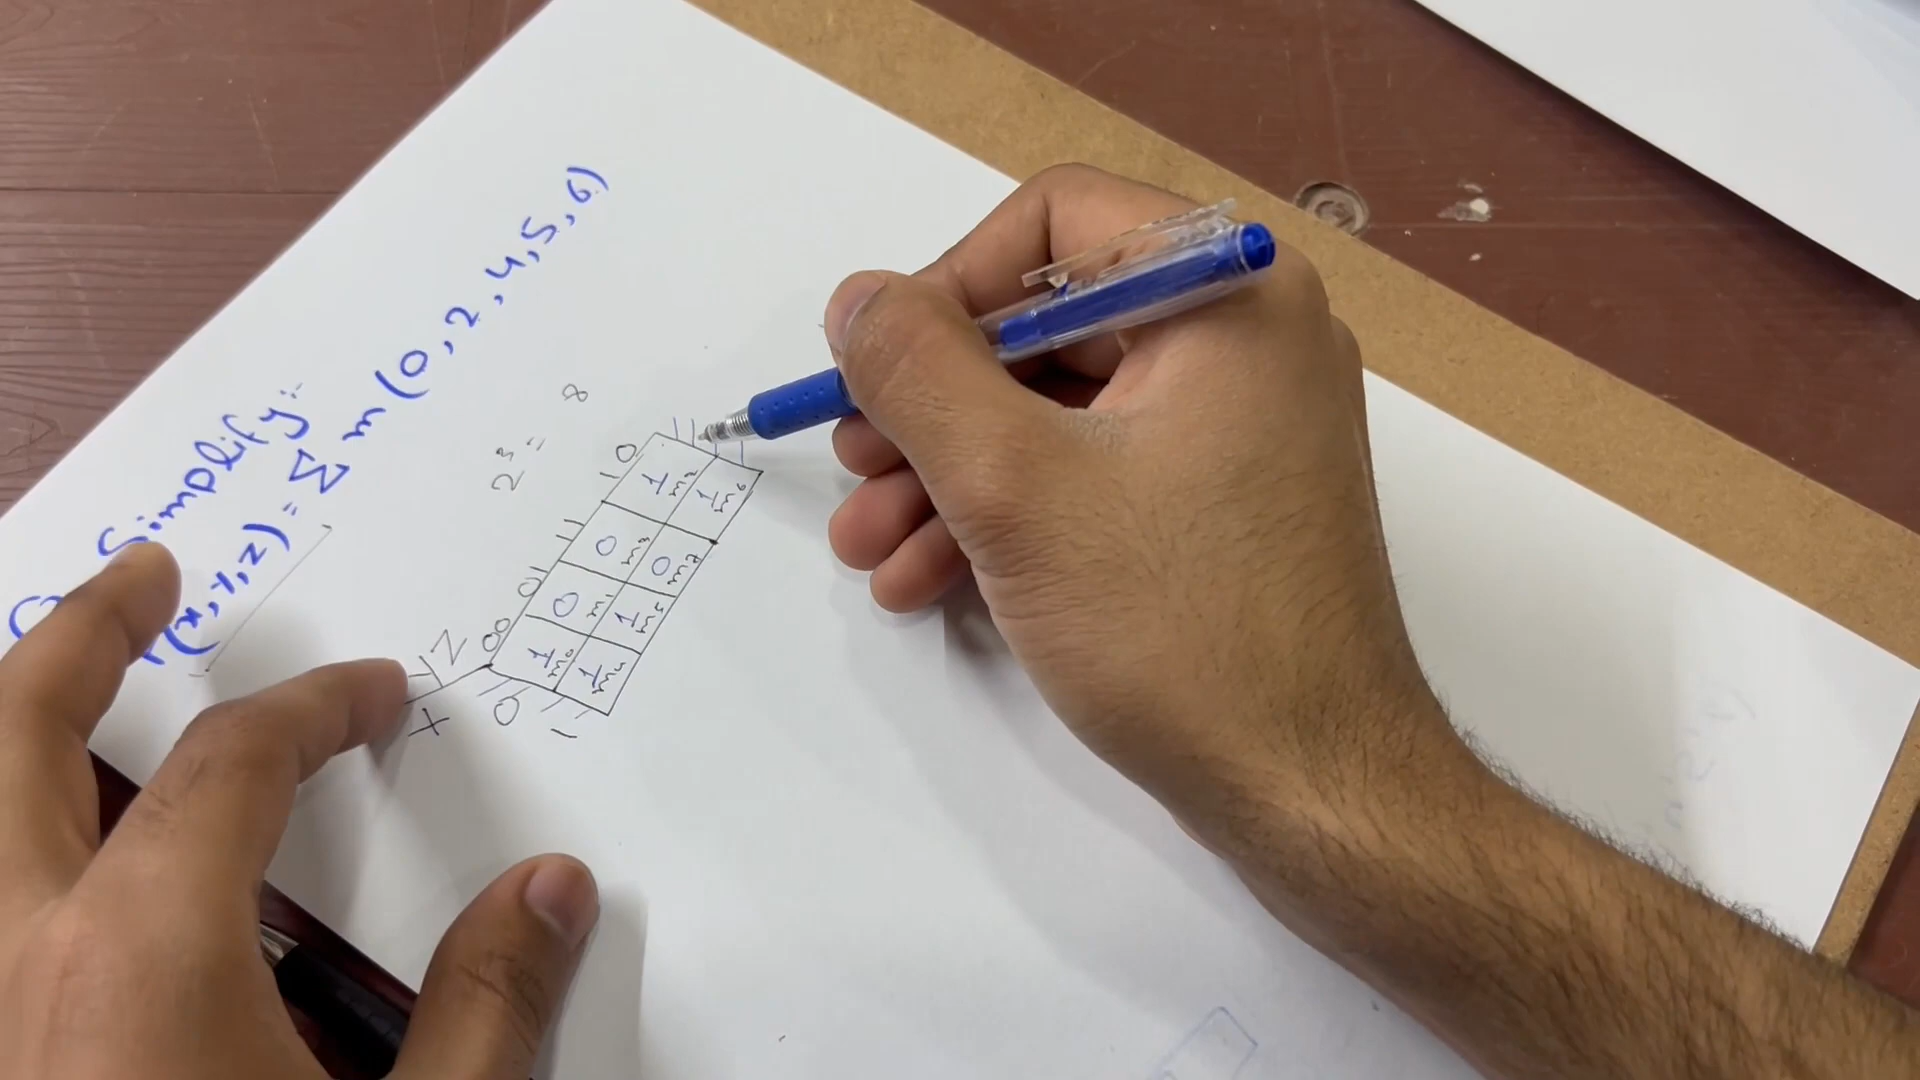 Simplify:-
(x,y,z) = Σm(0,2,4,5,6)
2³ = 8
YZ
X
00 01 11 10
0 1 m0 0 m1 0 m3 1 m2
1 1 m4 1 m5 0 m7 1 m6